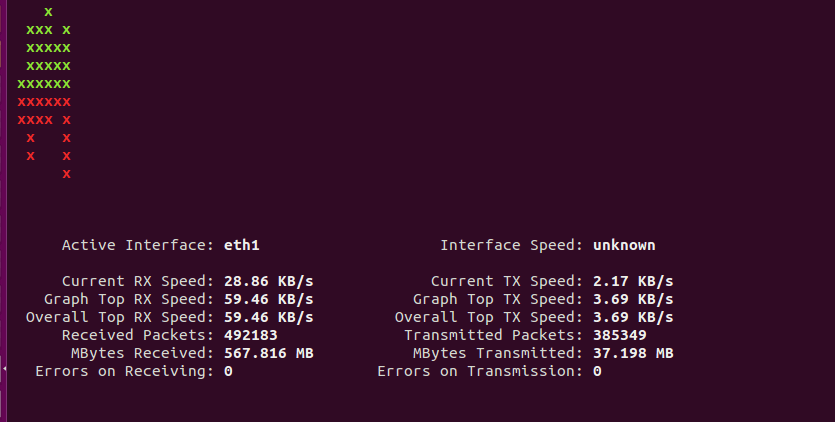 x
xxx x
xxxxx
xxxxx
xxxxxx
xxxxxx
xxxx x
x x
x x
x
Active Interface: eth1 Interface Speed: unknown
Current RX Speed: 28.86 KB/s Current TX Speed: 2.17 KB/s
Graph Top RX Speed: 59.46 KB/s Graph Top TX Speed: 3.69 KB/s
Overall Top RX Speed: 59.46 KB/s Overall Top TX Speed: 3.69 KB/s
Received Packets: 492183 Transmitted Packets: 385349
MBytes Received: 567.816 MB MBytes Transmitted: 37.198 MB
Errors on Receiving: 0 Errors on Transmission: 0